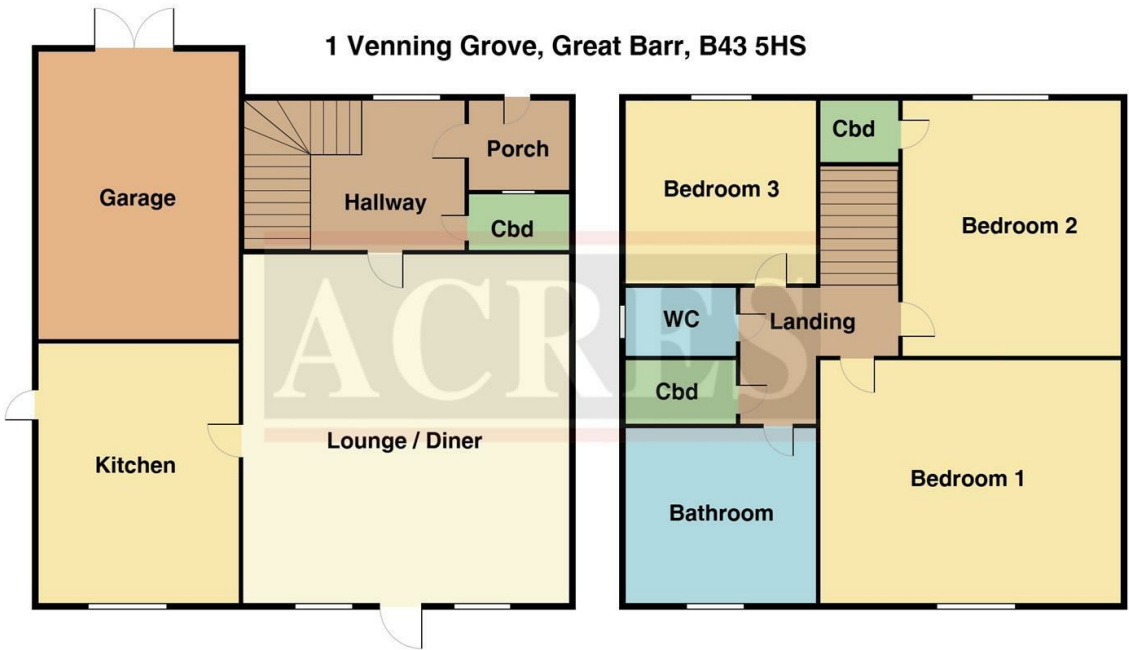 1 Venning Grove, Great Barr, B43 5HS
Garage
Hallway
Porch
Cbd
Kitchen
Lounge / Diner
Bedroom 3
Cbd
Bedroom 2
WC
Landing
Cbd
Bathroom
Bedroom 1
ACRES